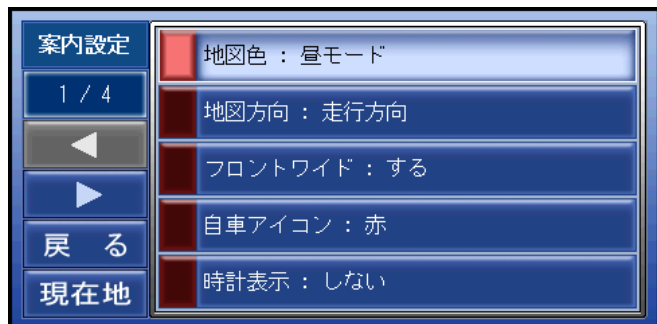 案内設定
1 / 4
戻 る
現在地
地図色 : 昼モード
地図方向 : 走行方向
フロントワイド : する
自車アイコン : 赤
時計表示 : しない